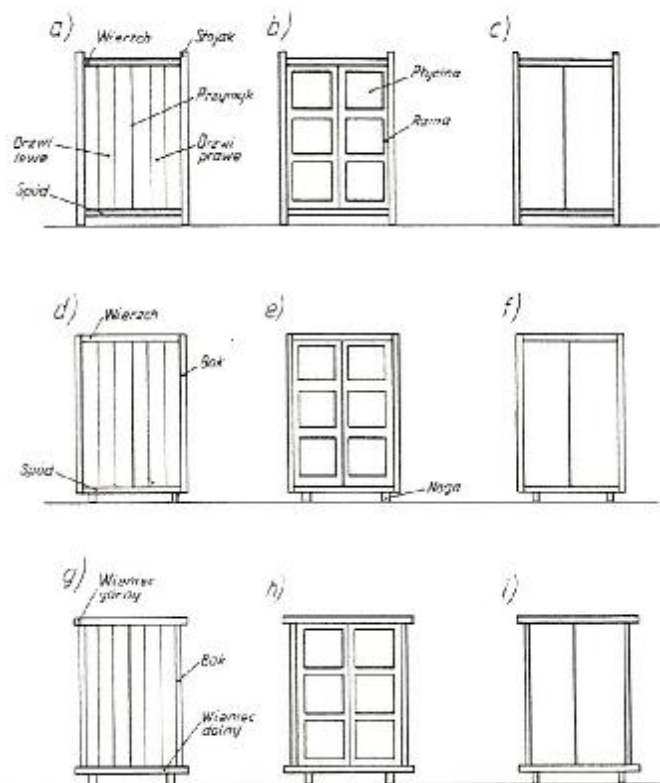 a)
Wierzch
Stojak
Przymyk
Drzwi
lewe
Drzwi
prawe
Spód
b)
Płycina
Rama
c)
d)
Wierzch
Bok
Spód
e)
Noga
f)
g)
Wieniec
górny
Bok
Wieniec
dolny
h)
i)